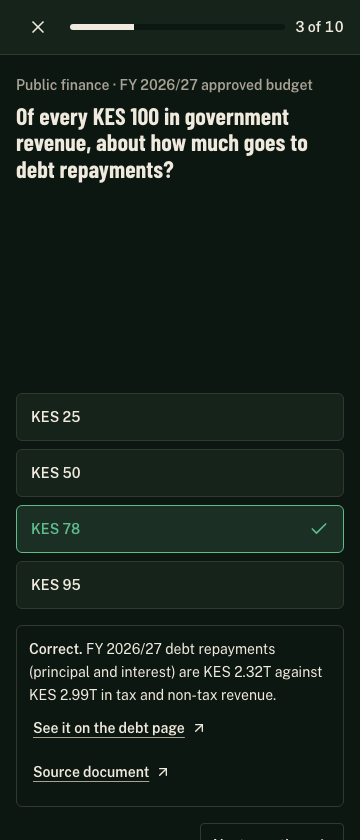 3 of 10
Public finance · FY 2026/27 approved budget
Of every KES 100 in government
revenue, about how much goes to
debt repayments?
KES 25
KES 50
KES 78
KES 95
Correct. FY 2026/27 debt repayments
(principal and interest) are KES 2.32T against
KES 2.99T in tax and non-tax revenue.
See it on the debt page
Source document